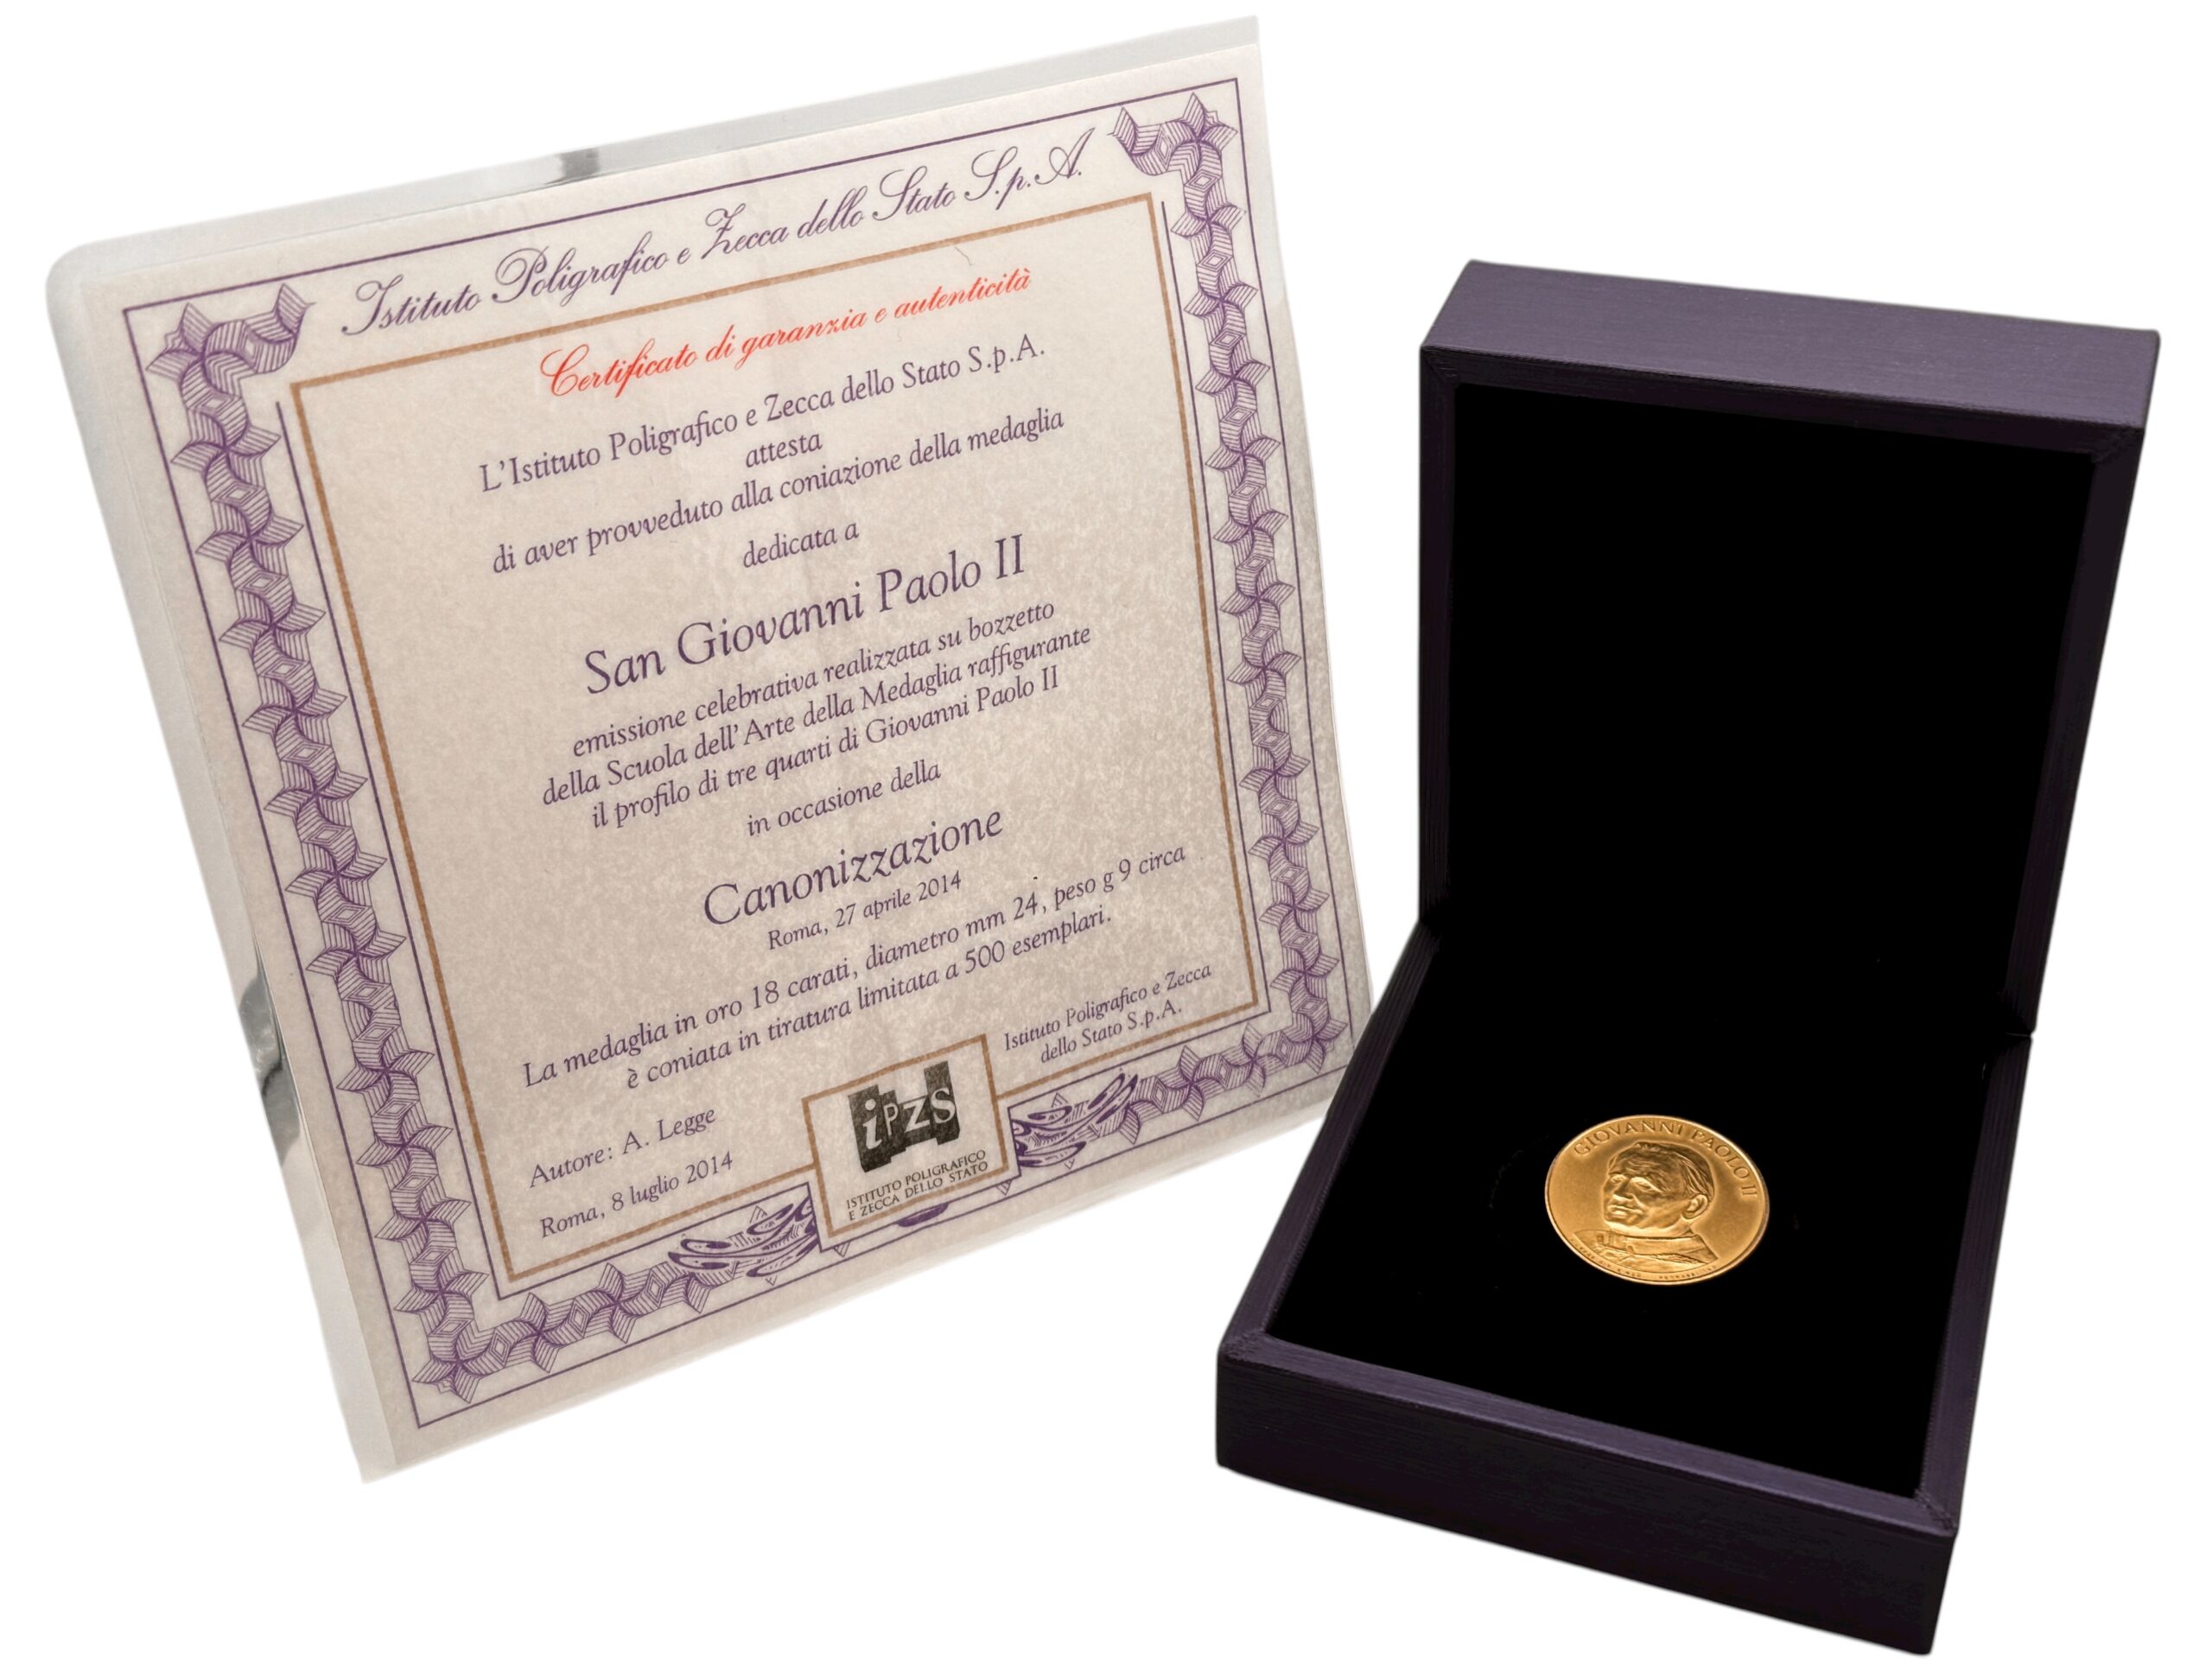 Istituto Poligrafico e Zecca dello Stato S.p.A.
Certificato di garanzia e autenticità
L'Istituto Poligrafico e Zecca dello Stato S.p.A.
attesta
di aver provveduto alla coniazione della medaglia
dedicata a
San Giovanni Paolo II
emissione celebrativa realizzata su bozzetto
della Scuola dell'Arte della Medaglia raffigurante
il profilo di tre quarti di Giovanni Paolo II
in occasione della
Canonizzazione
Roma, 27 aprile 2014
La medaglia in oro 18 carati, diametro mm 24, peso g 9 circa
è coniata in tiratura limitata a 500 esemplari.
Autore: A. Legge
Roma, 8 luglio 2014
iPZS
ISTITUTO POLIGRAFICO
E ZECCA DELLO STATO
Istituto Poligrafico e Zecca
dello Stato S.p.A.
GIOVANNI PAOLO II